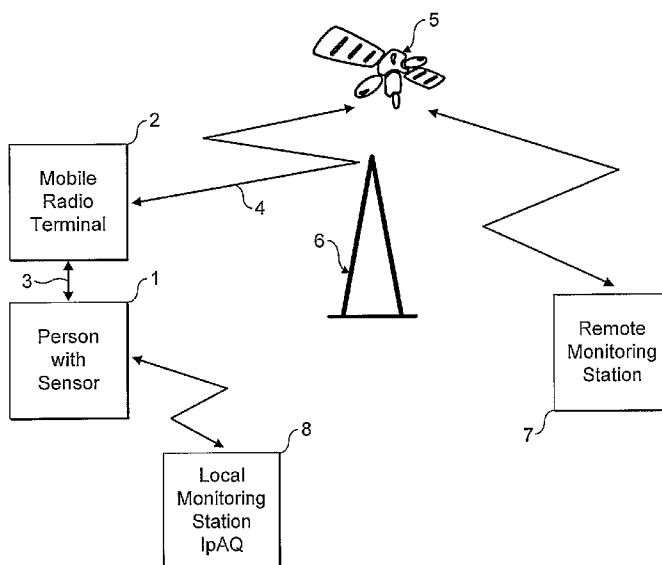 5
2
Mobile
Radio
Terminal
4
3
1
6
Person
with
Sensor
Remote
Monitoring
Station
7
8
Local
Monitoring
Station
IpAQ